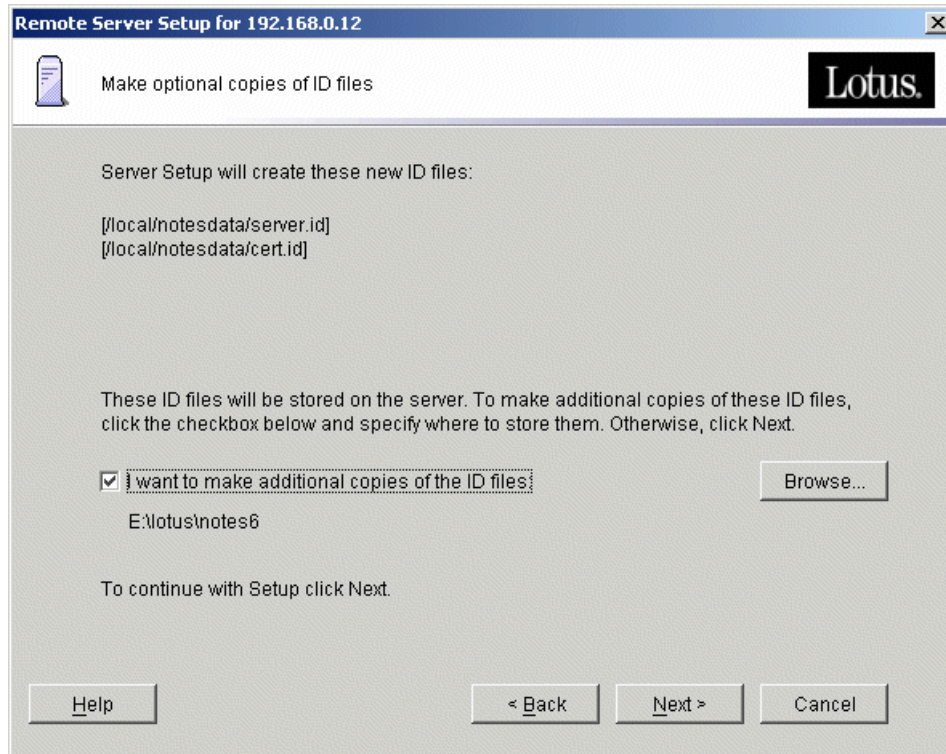 Remote Server Setup for 192.168.0.12
Make optional copies of ID files
Lotus.
Server Setup will create these new ID files:
[/local/notesdata/server.id]
[/local/notesdata/cert.id]
These ID files will be stored on the server. To make additional copies of these ID files,
click the checkbox below and specify where to store them. Otherwise, click Next.
I want to make additional copies of the ID files:
Browse...
E:\lotus\notes6
To continue with Setup click Next.
Help
< Back
Next >
Cancel